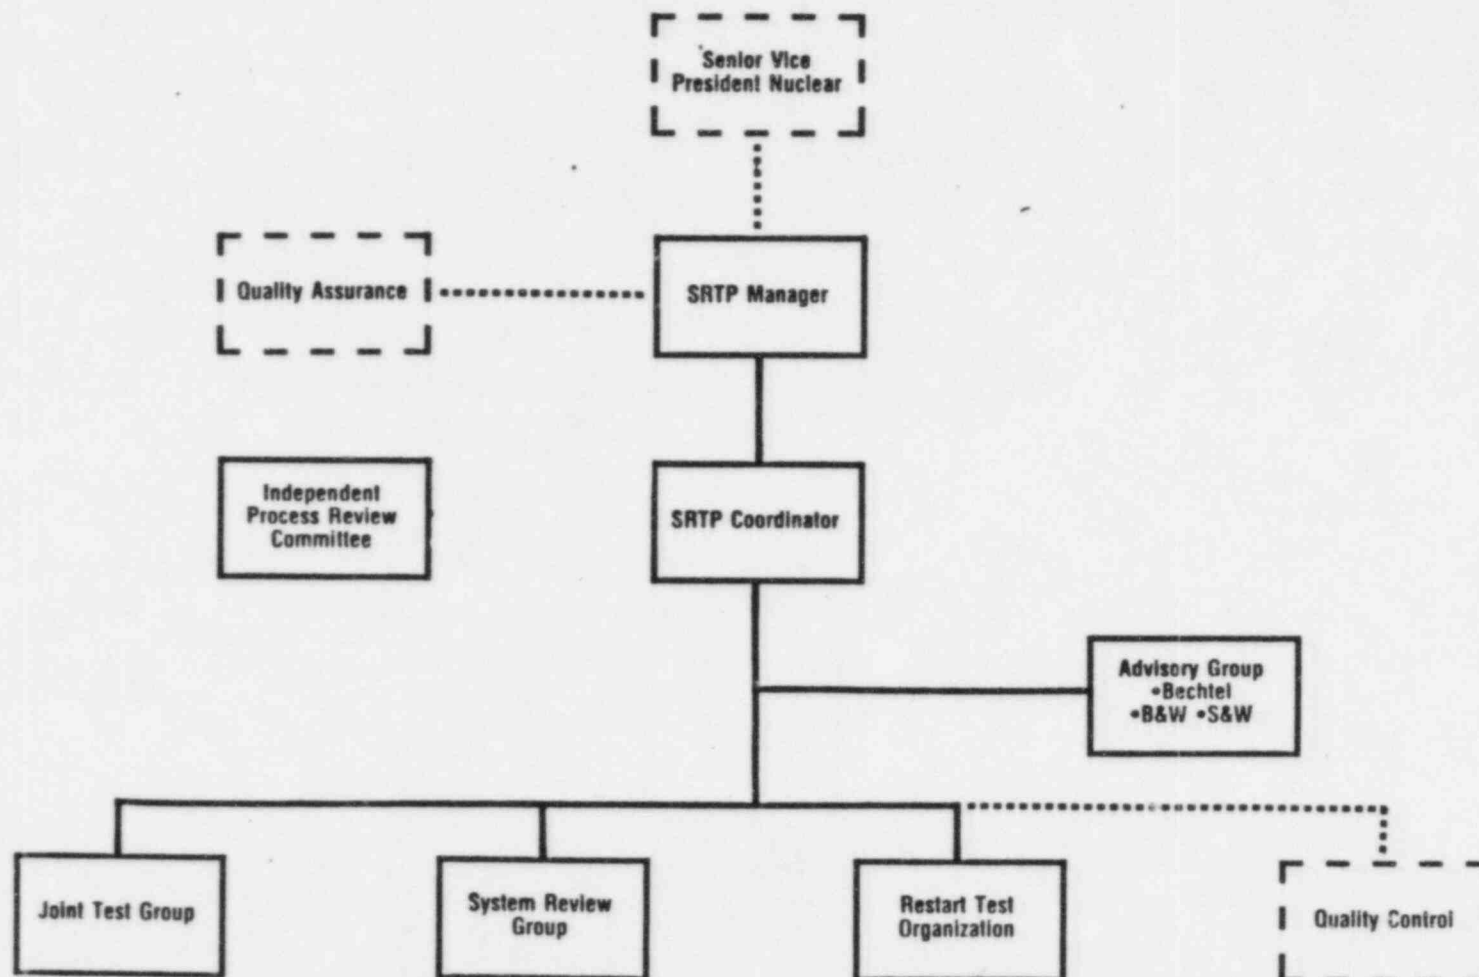 Senior Vice
President Nuclear
Quality Assurance
SRTP Manager
Independent
Process Review
Committee
SRTP Coordinator
Advisory Group
•Bechtel
•B&W •S&W
Joint Test Group
System Review
Group
Restart Test
Organization
Quality Control